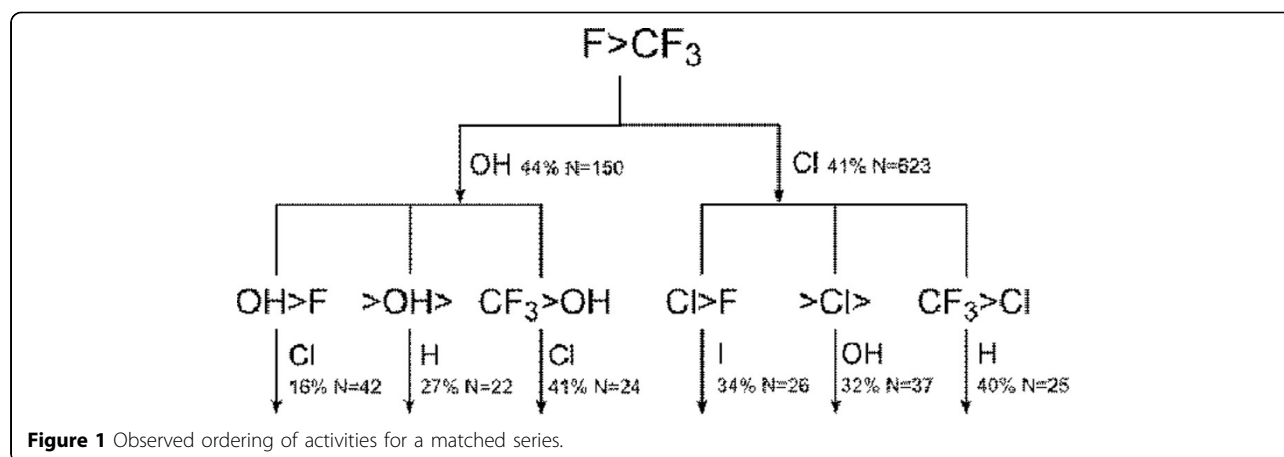 F>CF₃
OH 44% N=150
Cl 41% N=623
OH>F >OH> CF₃>OH Cl>F >Cl> CF₃>Cl
Cl H Cl I OH H
16% N=42 27% N=22 41% N=24 34% N=26 32% N=37 40% N=25
Figure 1 Observed ordering of activities for a matched series.